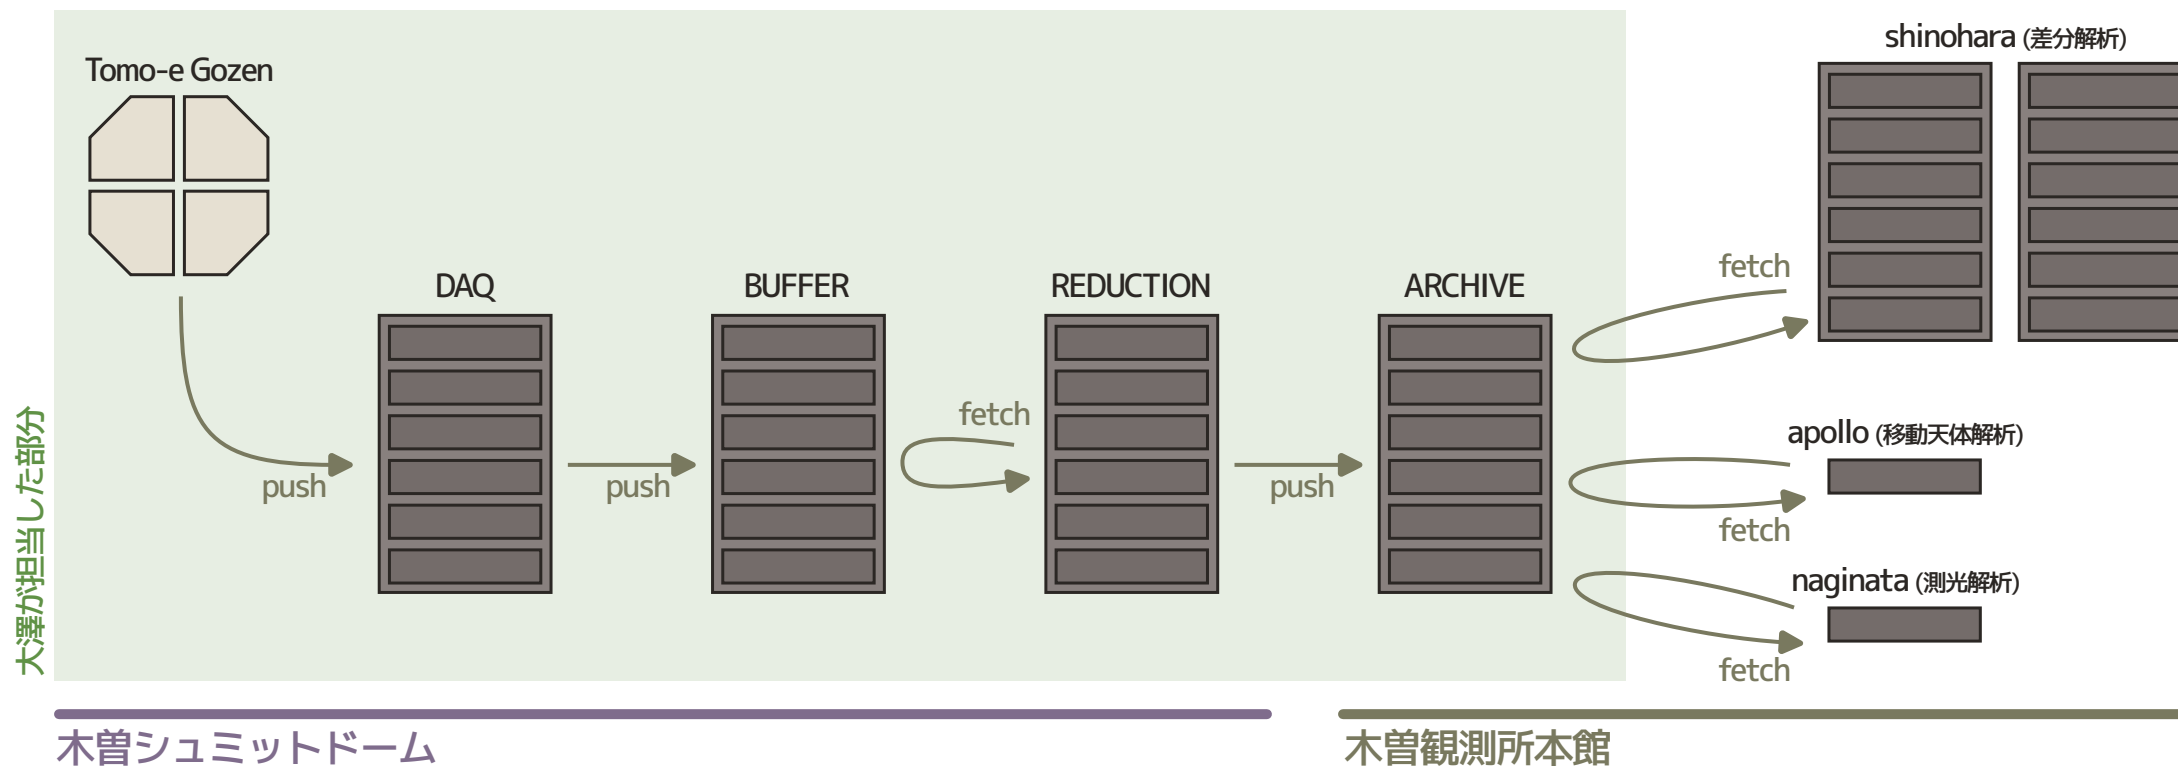 Tomo-e Gozen
shinohara (差分解析)
DAQ
BUFFER
REDUCTION
ARCHIVE
fetch
fetch
apollo (移動天体解析)
push
push
push
fetch
naginata (測光解析)
fetch
大澤が担当した部分
木曽シュミットドーム
木曽観測所本館